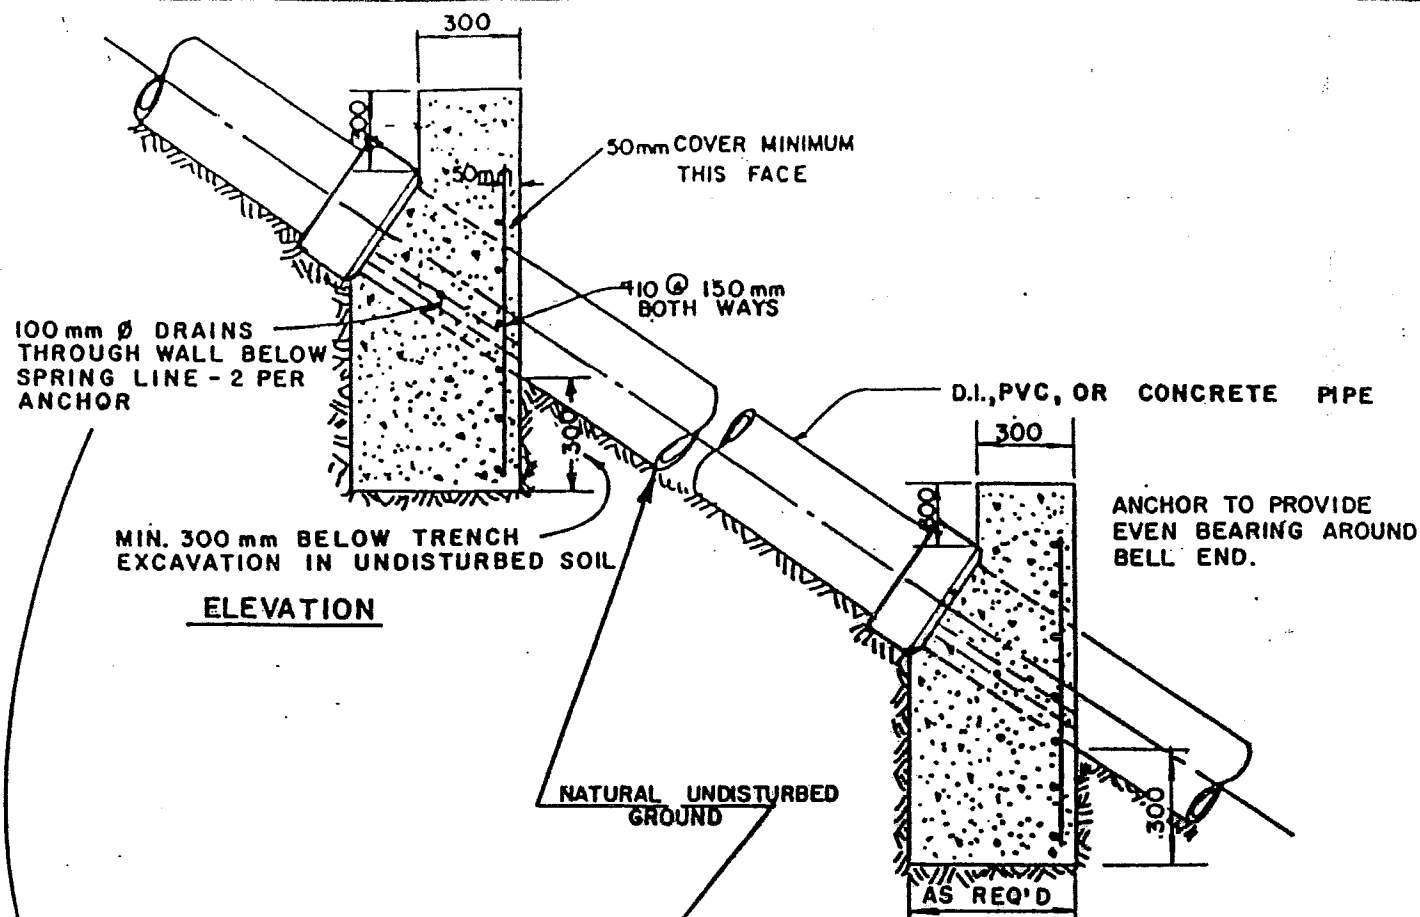 300
300
50mm COVER MINIMUM
THIS FACE
50mm
#10 @ 150 mm
BOTH WAYS
100 mm Ø DRAINS
THROUGH WALL BELOW
SPRING LINE - 2 PER
ANCHOR
D.I., PVC, OR CONCRETE PIPE
300
300
300
ANCHOR TO PROVIDE
EVEN BEARING AROUND
BELL END.
MIN. 300 mm BELOW TRENCH
EXCAVATION IN UNDISTURBED SOIL
ELEVATION
NATURAL UNDISTURBED
GROUND
300
AS REQ'D